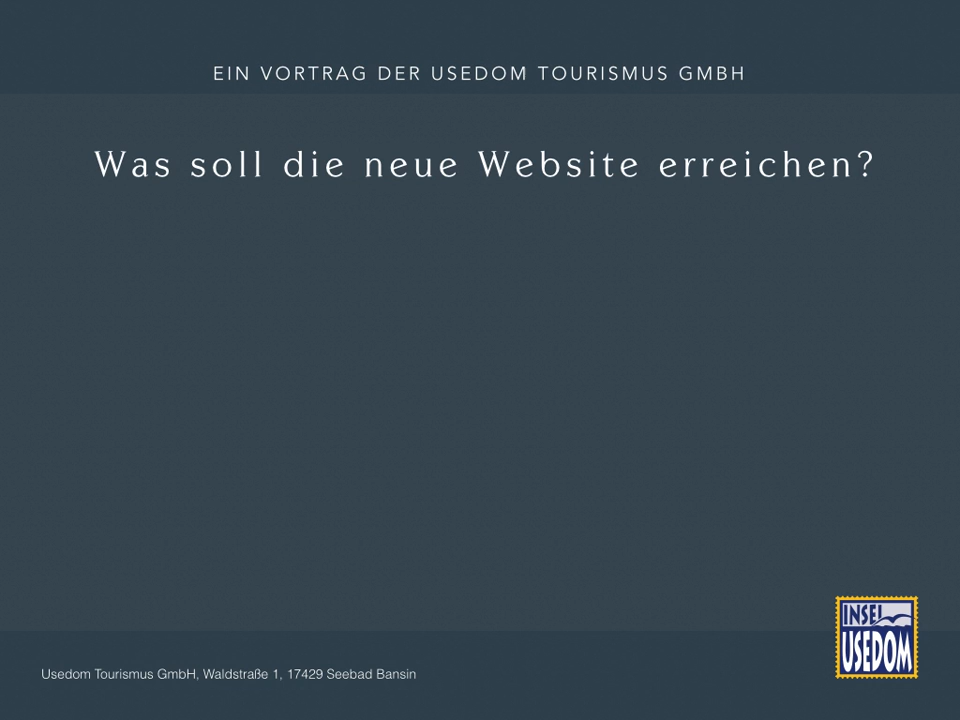 EIN VORTRAG DER USEDOM TOURISMUS GMBH
Was soll die neue Website erreichen?
INSEL
USEDOM
Usedom Tourismus GmbH, Waldstraße 1, 17429 Seebad Bansin